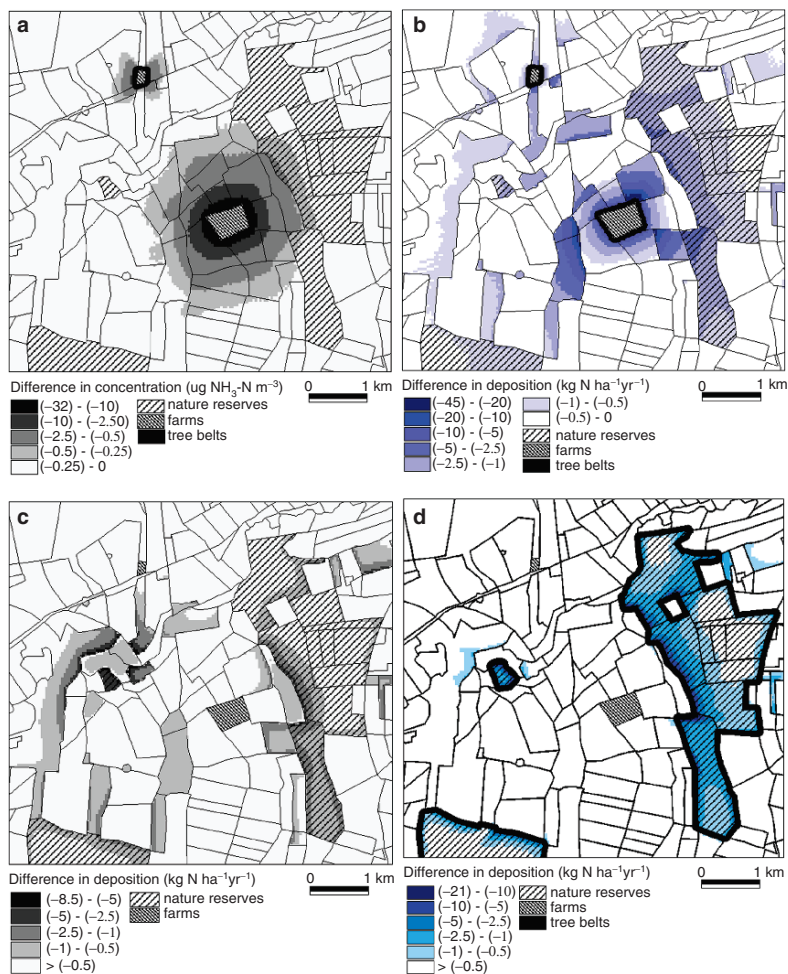 a
b
Difference in concentration (ug NH₃-N m⁻³)
(−32) - (−10)
(−10) - (−2.50)
(−2.5) - (−0.5)
(−0.5) - (−0.25)
(−0.25) - 0
nature reserves
farms
tree belts
0 1 km
Difference in deposition (kg N ha⁻¹yr⁻¹)
(−45) - (−20)
(−20) - (−10)
(−10) - (−5)
(−5) - (−2.5)
(−2.5) - (−1)
(−1) - (−0.5)
(−0.5) - 0
nature reserves
farms
tree belts
0 1 km
c
d
Difference in deposition (kg N ha⁻¹yr⁻¹)
(−8.5) - (−5)
(−5) - (−2.5)
(−2.5) - (−1)
(−1) - (−0.5)
> (−0.5)
nature reserves
farms
0 1 km
Difference in deposition (kg N ha⁻¹yr⁻¹)
(−21) - (−10)
(−10) - (−5)
(−5) - (−2.5)
(−2.5) - (−1)
(−1) - (−0.5)
> (−0.5)
nature reserves
farms
tree belts
0 1 km